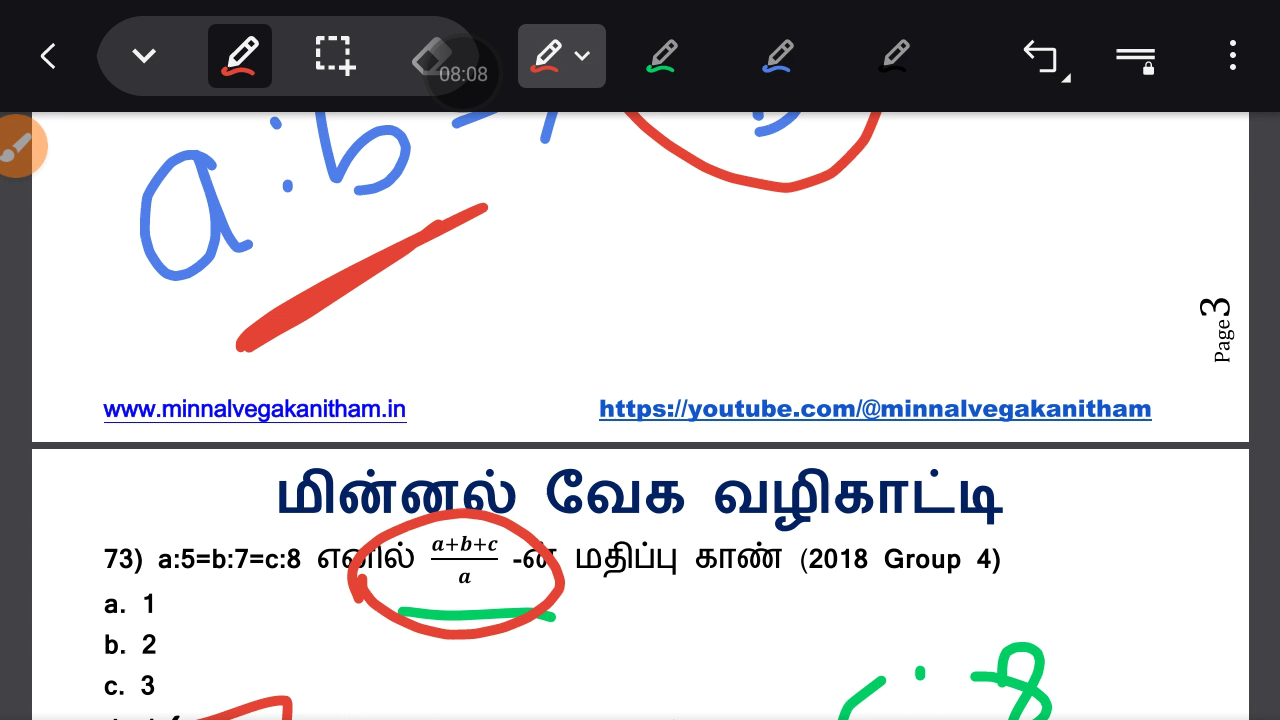 08:08
a : b =
Page 3
www.minnalvegakanitham.in
https://youtube.com/@minnalvegakanitham
மின்னல் வேக வழிகாட்டி
73) a:5=b:7=c:8 எனில் a+b+c/a -ன் மதிப்பு காண் (2018 Group 4)
a. 1
b. 2
: 8
c. 3